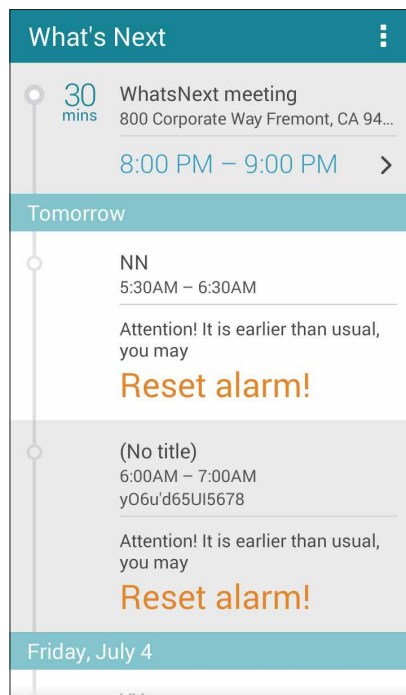 What's Next
30
mins
WhatsNext meeting
800 Corporate Way Fremont, CA 94...
8:00 PM – 9:00 PM
Tomorrow
NN
5:30AM – 6:30AM
Attention! It is earlier than usual,
you may
Reset alarm!
(No title)
6:00AM – 7:00AM
yO6u'd65UI5678
Attention! It is earlier than usual,
you may
Reset alarm!
Friday, July 4